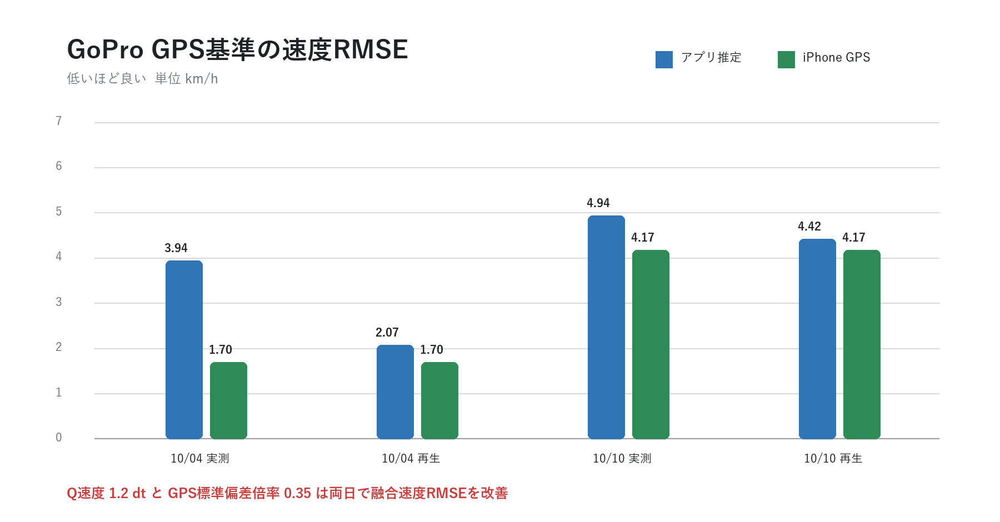 GoPro GPS基準の速度RMSE
低いほど良い 単位 km/h
アプリ推定
iPhone GPS
7
6
5
4
3
2
1
0
3.94
1.70
2.07
1.70
4.94
4.17
4.42
4.17
10/04 実測
10/04 再生
10/10 実測
10/10 再生
Q速度 1.2 dt と GPS標準偏差倍率 0.35 は両日で融合速度RMSEを改善